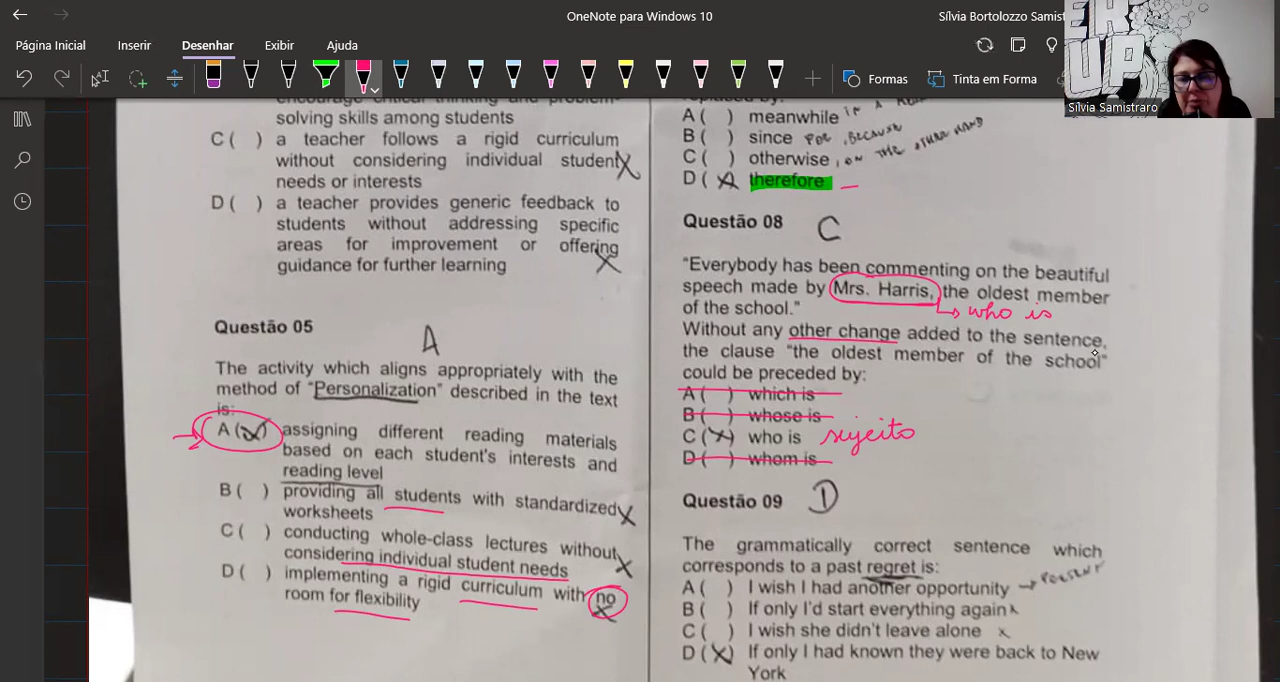 OneNote para Windows 10
Sílvia Bortolozzo Samist
Página Inicial
Inserir
Desenhar
Exibir
Ajuda
Formas
Tinta em Forma
ER
UP
Sílvia Samistraro
solving skills among students
C ( ) a teacher follows a rigid curriculum
without considering individual student
needs or interests
D ( ) a teacher provides generic feedback to
students without addressing specific
areas for improvement or offering
guidance for further learning
Questão 05
A
The activity which aligns appropriately with the
method of "Personalization" described in the text
is:
A (X) assigning different reading materials
based on each student's interests and
reading level
B ( ) providing all students with standardized
worksheets
C ( ) conducting whole-class lectures without
considering individual student needs
D ( ) implementing a rigid curriculum with no
room for flexibility
A ( ) meanwhile
B ( ) since because
C ( ) otherwise, on the other hand
D (X) therefore
Questão 08
C
"Everybody has been commenting on the beautiful
speech made by Mrs. Harris, the oldest member
of the school."
who is
Without any other change added to the sentence,
the clause "the oldest member of the school"
could be preceded by:
A ( ) which is
B ( ) whose is
C (X) who is sujeito
D ( ) whom is
Questão 09
D
The grammatically correct sentence which
corresponds to a past regret is:
A ( ) I wish I had another opportunity → present
B ( ) If only I'd start everything again x
C ( ) I wish she didn't leave alone x
D (X) If only I had known they were back to New
York